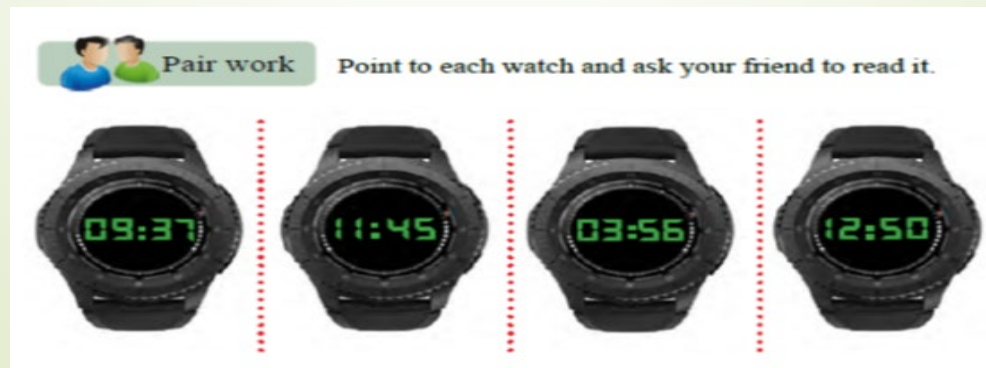 Pair work Point to each watch and ask your friend to read it.
09:37 11:45 03:56 12:50